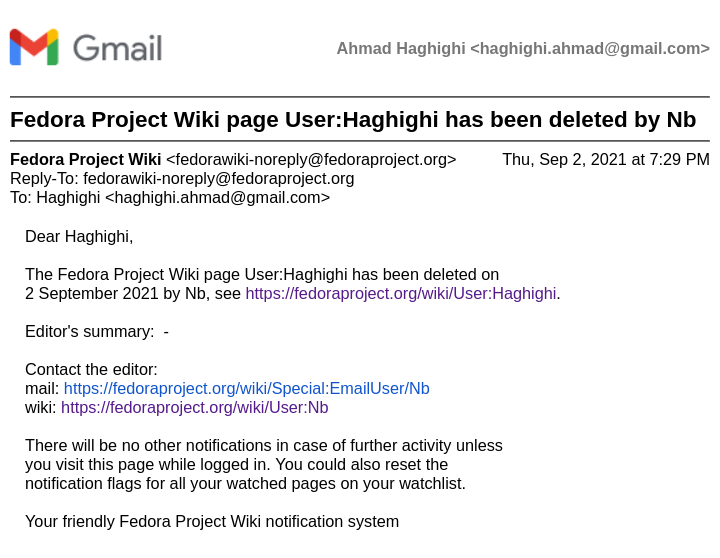 Gmail
Ahmad Haghighi <haghighi.ahmad@gmail.com>
Fedora Project Wiki page User:Haghighi has been deleted by Nb
Fedora Project Wiki <fedorawiki-noreply@fedoraproject.org> Thu, Sep 2, 2021 at 7:29 PM
Reply-To: fedorawiki-noreply@fedoraproject.org
To: Haghighi <haghighi.ahmad@gmail.com>
Dear Haghighi,
The Fedora Project Wiki page User:Haghighi has been deleted on
2 September 2021 by Nb, see https://fedoraproject.org/wiki/User:Haghighi.
Editor's summary:  -
Contact the editor:
mail: https://fedoraproject.org/wiki/Special:EmailUser/Nb
wiki: https://fedoraproject.org/wiki/User:Nb
There will be no other notifications in case of further activity unless
you visit this page while logged in. You could also reset the
notification flags for all your watched pages on your watchlist.
Your friendly Fedora Project Wiki notification system